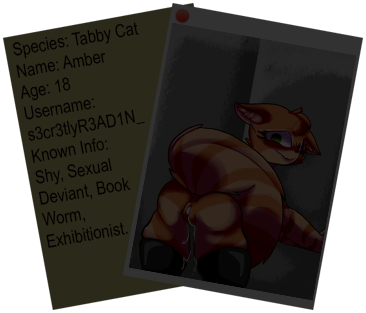 Species: Tabby Cat
Name: Amber
Age: 18
Username:
s3cr3tlyR3AD1N_
Known Info:
Shy, Sexual
Deviant, Book
Worm,
Exhibitionist.